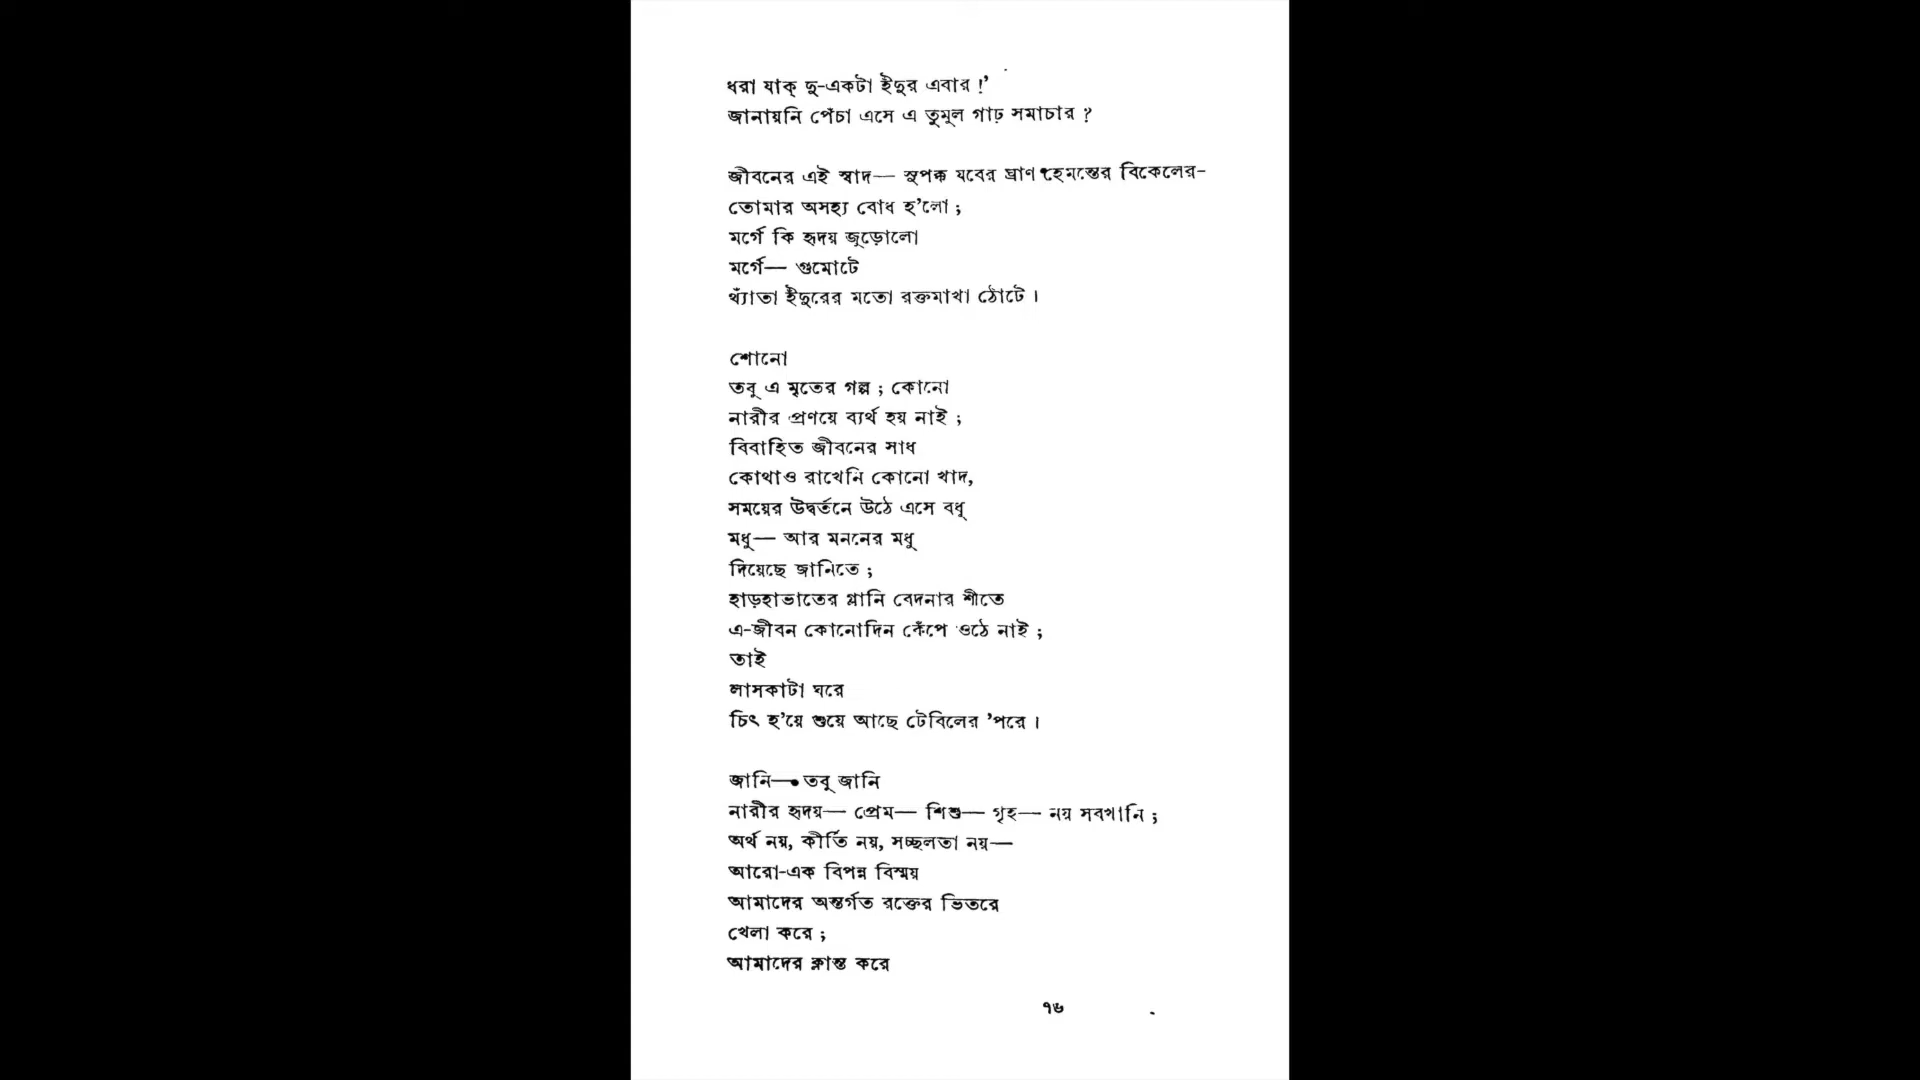 ধরা যাক্ দু-একটা ইঁদুর এবার !’
জানায়নি পেঁচা এসে এ তুমুল গাঢ় সমাচার ?
জীবনের এই স্বাদ— সুপক্ক যবের ঘ্রাণ হেমন্তের বিকেলের-
তোমার অসহ্য বোধ হ’লো ;
মর্গে কি হৃদয় জুড়োলো
মর্গে— গুমোটে
থ্যাঁতা ইঁদুরের মতো রক্তমাখা ঠোটে ।
শোনো
তবু এ মৃতের গল্প ; কোনো
নারীর প্রণয়ে ব্যর্থ হয় নাই ;
বিবাহিত জীবনের সাধ
কোথাও রাখেনি কোনো খাদ,
সময়ের উদ্বর্তনে উঠে এসে বধূ
মধু— আর মননের মধু
দিয়েছে জানিতে ;
হাড়হাভাতের গ্লানি বেদনার শীতে
এ-জীবন কোনোদিন কেঁপে ওঠে নাই ;
তাই
লাসকাটা ঘরে
চিৎ হ’য়ে শুয়ে আছে টেবিলের ’পরে ।
জানি— তবু জানি
নারীর হৃদয়— প্রেম— শিশু— গৃহ— নয় সবখানি ;
অর্থ নয়, কীর্তি নয়, সচ্ছলতা নয়—
আরো-এক বিপন্ন বিস্ময়
আমাদের অন্তর্গত রক্তের ভিতরে
খেলা করে ;
আমাদের ক্লান্ত করে
৭৬